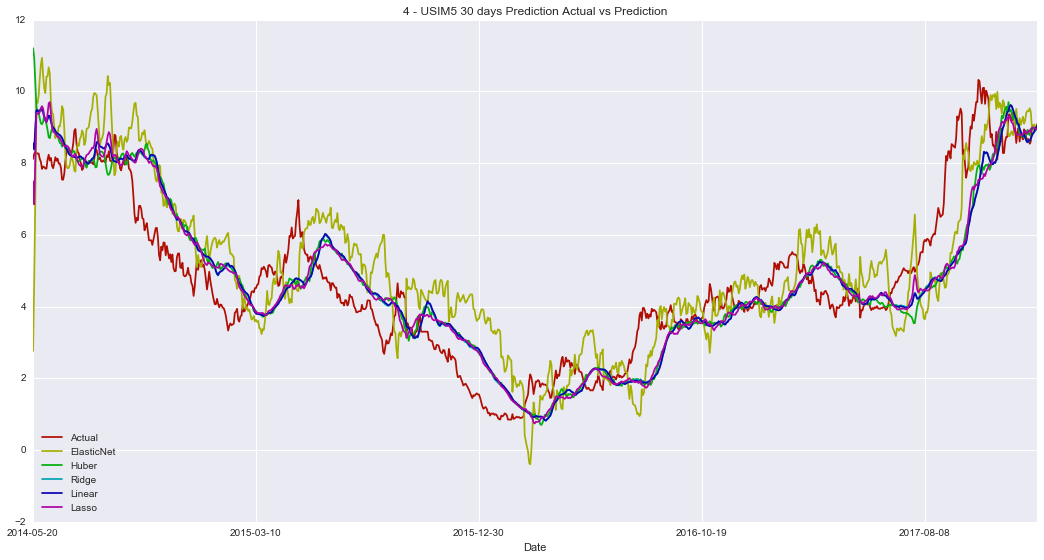 4 - USIM5 30 days Prediction Actual vs Prediction
12
10
8
6
4
2
0
−2
Actual
ElasticNet
Huber
Ridge
Linear
Lasso
2014-05-20
2015-03-10
2015-12-30
2016-10-19
2017-08-08
Date